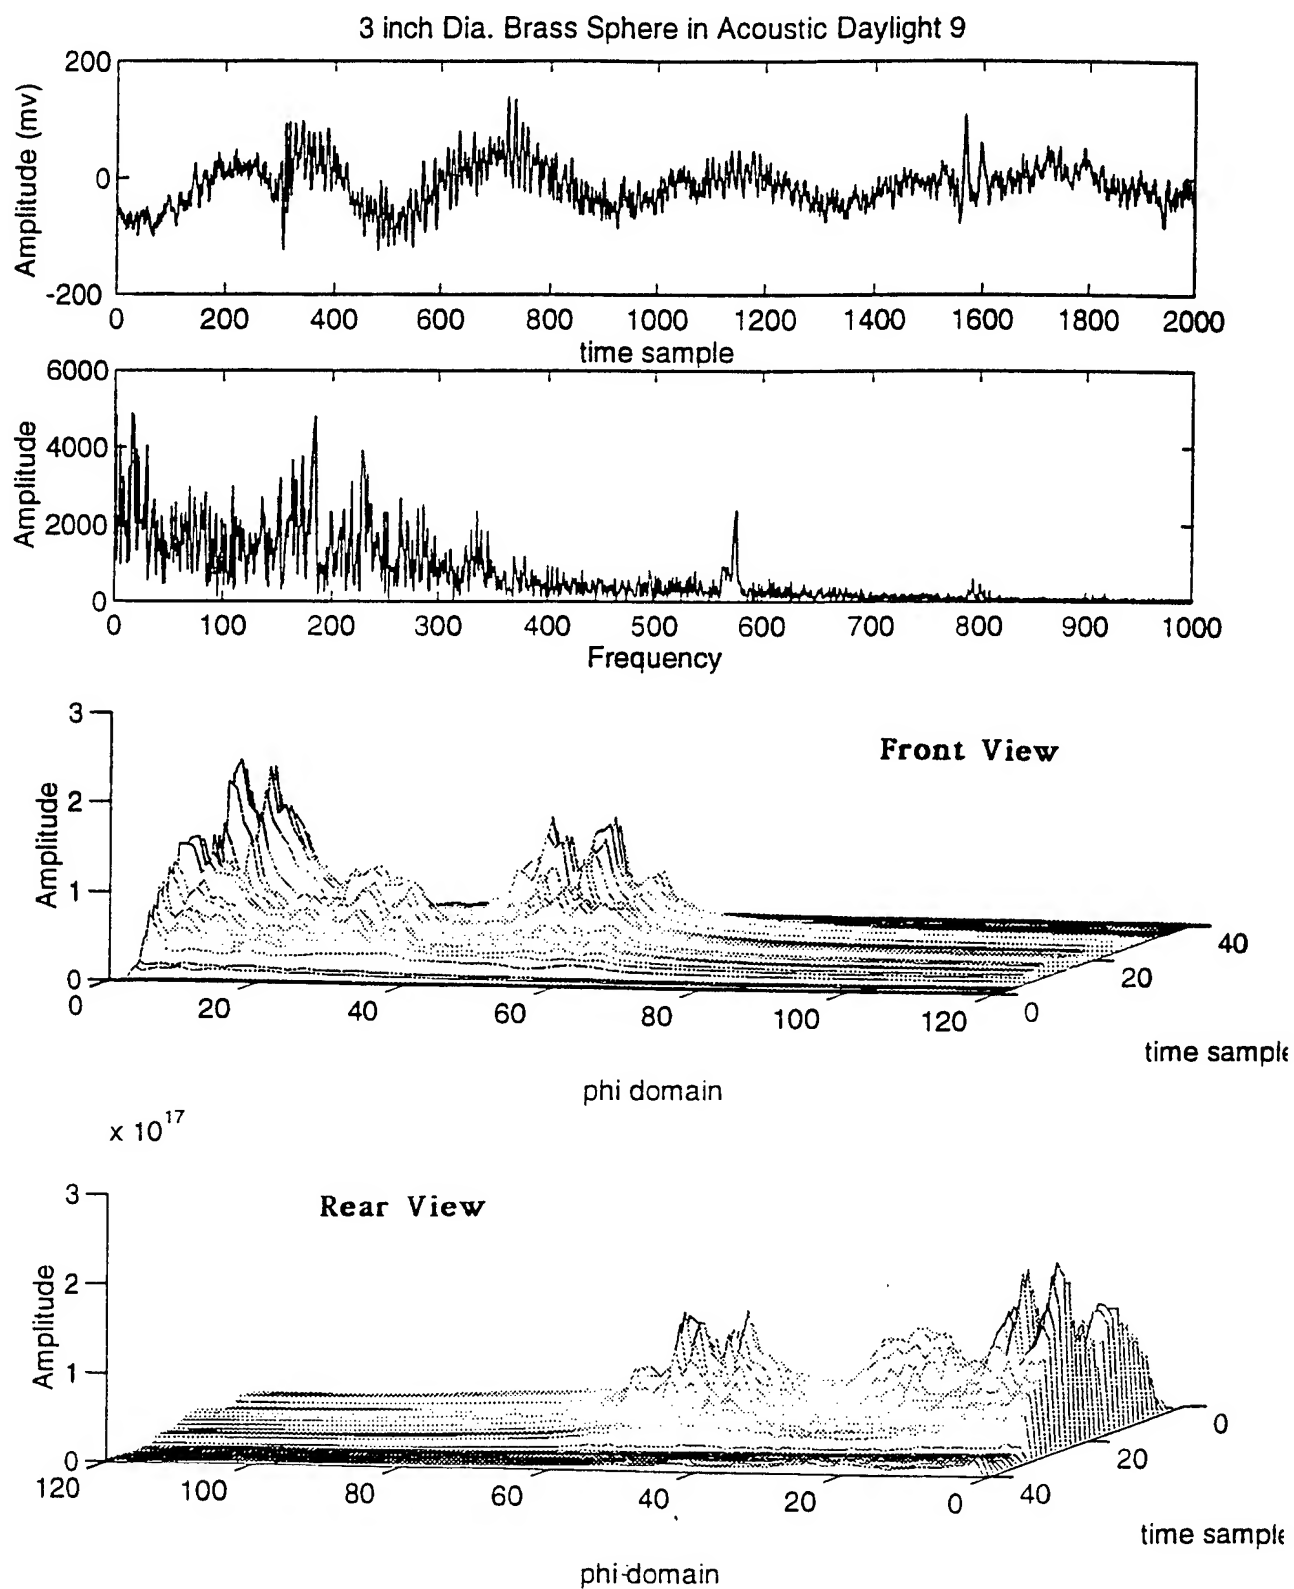 3 inch Dia. Brass Sphere in Acoustic Daylight 9
Amplitude (mv)
200
0
-200
0 200 400 600 800 1000 1200 1400 1600 1800 2000
time sample
Amplitude
6000
4000
2000
0
0 100 200 300 400 500 600 700 800 900 1000
Frequency
Front View
Amplitude
3
2
1
0
0 20 40 60 80 100 120
0 20 40
time sample
phi domain
x 10^17
Rear View
Amplitude
3
2
1
0
120 100 80 60 40 20 0
40 20 0
time sample
phi-domain